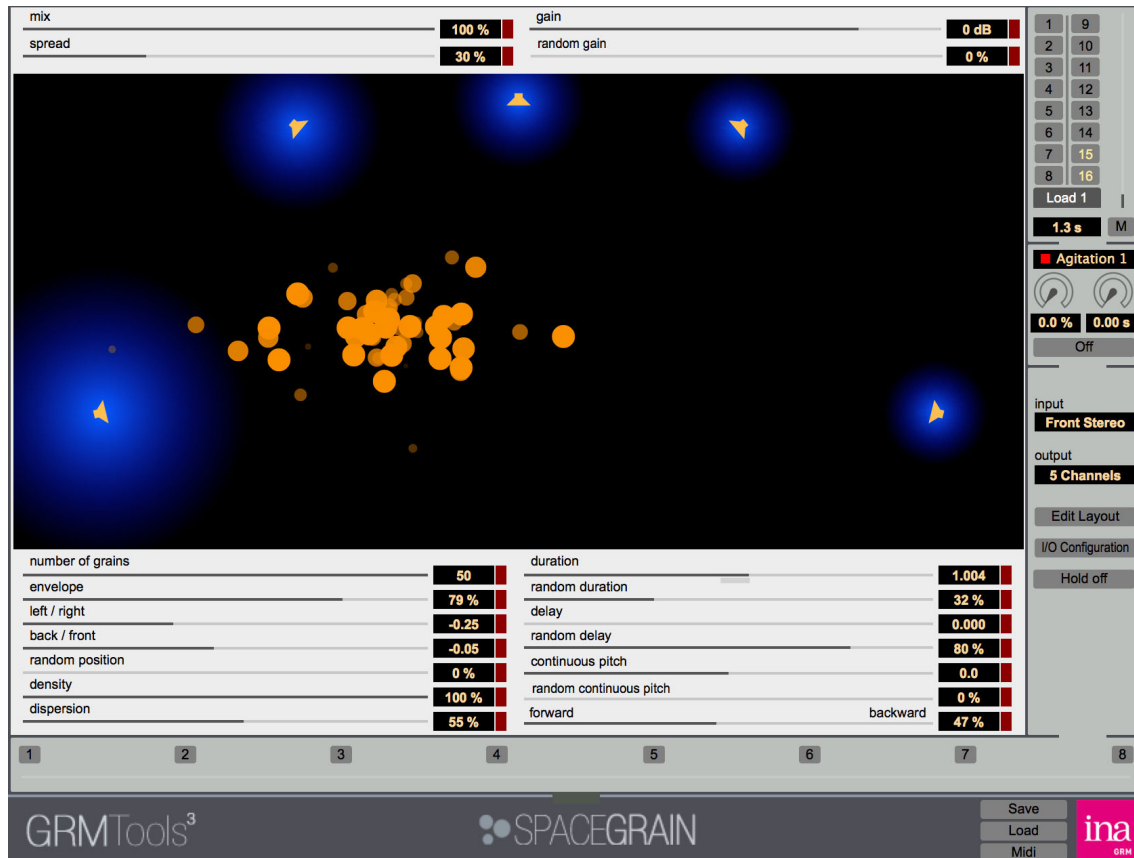 mix
100 %
gain
0 dB
spread
30 %
random gain
0 %
1 9
2 10
3 11
4 12
5 13
6 14
7 15
8 16
Load 1
1.3 s M
Agitation 1
0.0 % 0.00 s
Off
input
Front Stereo
output
5 Channels
Edit Layout
I/O Configuration
Hold off
number of grains
50
envelope
79 %
left / right
-0.25
back / front
-0.05
random position
0 %
density
100 %
dispersion
55 %
duration
1.004
random duration
32 %
delay
0.000
random delay
80 %
continuous pitch
0.0
random continuous pitch
0 %
forward backward
47 %
1 2 3 4 5 6 7 8
GRMTools³
SPACEGRAIN
Save
Load
Midi
ina
GRM